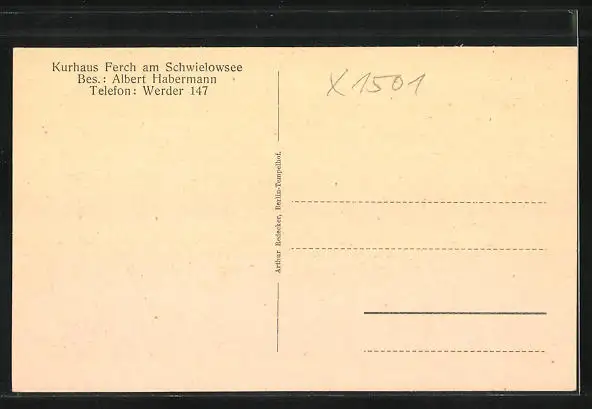 Kurhaus Ferch am Schwielowsee
Bes.: Albert Habermann
Telefon: Werder 147
X1501
Arthur Redecker, Berlin-Tempelhof.